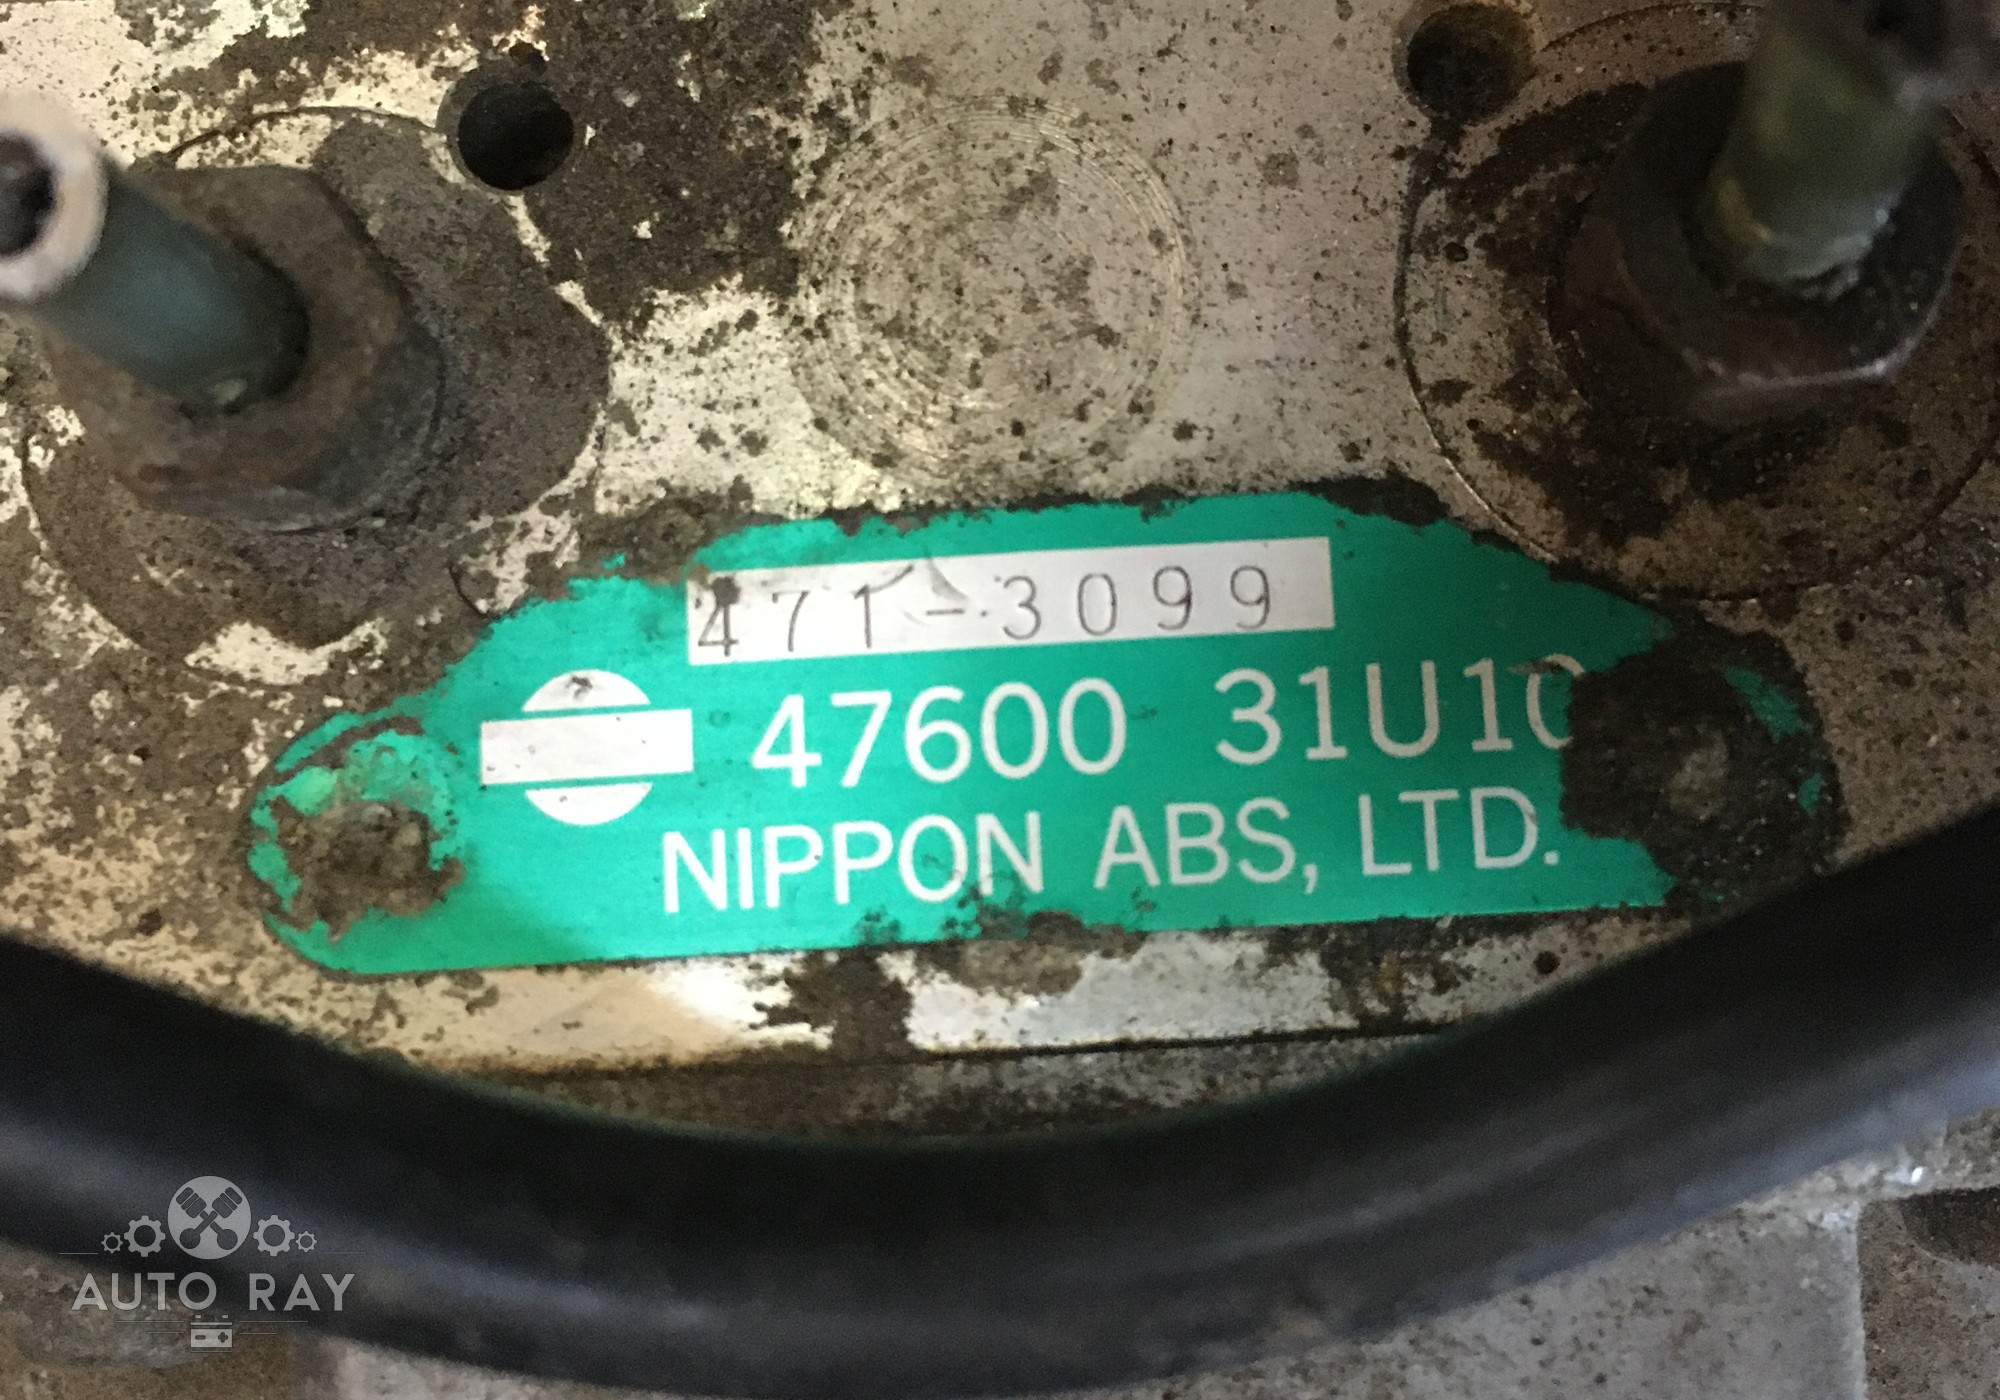 471-3099
47600 31U10
NIPPON ABS, LTD.
AUTO RAY